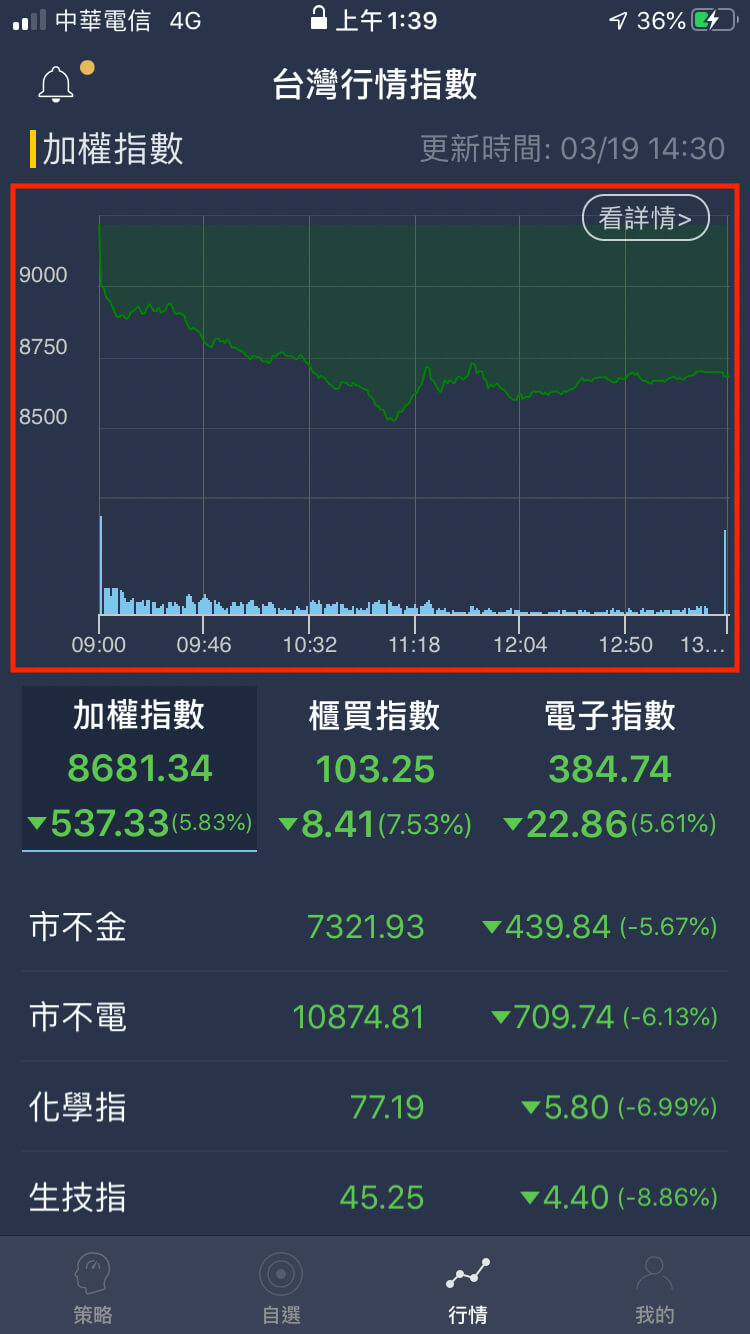 中華電信 4G 上午1:39 36%
台灣行情指數
加權指數 更新時間: 03/19 14:30
看詳情>
9000
8750
8500
09:00 09:46 10:32 11:18 12:04 12:50 13...
加權指數 櫃買指數 電子指數
8681.34 103.25 384.74
▼537.33(5.83%) ▼8.41(7.53%) ▼22.86(5.61%)
市不金 7321.93 ▼439.84 (-5.67%)
市不電 10874.81 ▼709.74 (-6.13%)
化學指 77.19 ▼5.80 (-6.99%)
生技指 45.25 ▼4.40 (-8.86%)
策略 自選 行情 我的